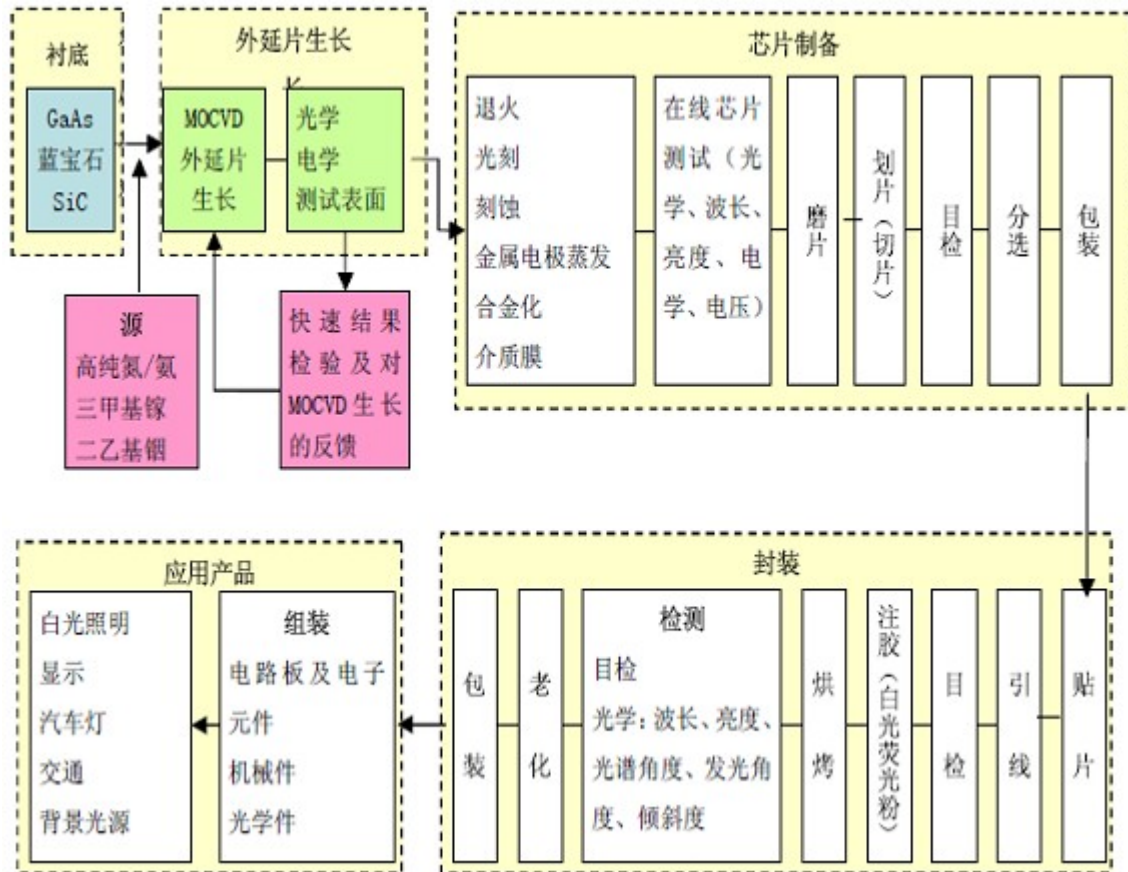 衬底
GaAs
蓝宝石
SiC
外延片生长
MOCVD
外延片
生长
光学
电学
测试表面
源
高纯氮/氨
三甲基镓
二乙基铟
快速结果
检验及对
MOCVD生长
的反馈
芯片制备
退火
光刻
刻蚀
金属电极蒸发
合金化
介质膜
在线芯片
测试（光
学、波长、
亮度、电
学、电压）
磨片
划片（切片）
目检
分选
包装
封装
贴片
引线
目检
注胶（白光荧光粉）
烘烤
检测
目检
光学：波长、亮度、
光谱角度、发光角
度、倾斜度
老化
包装
应用产品
组装
电路板及电子
元件
机械件
光学件
白光照明
显示
汽车灯
交通
背景光源